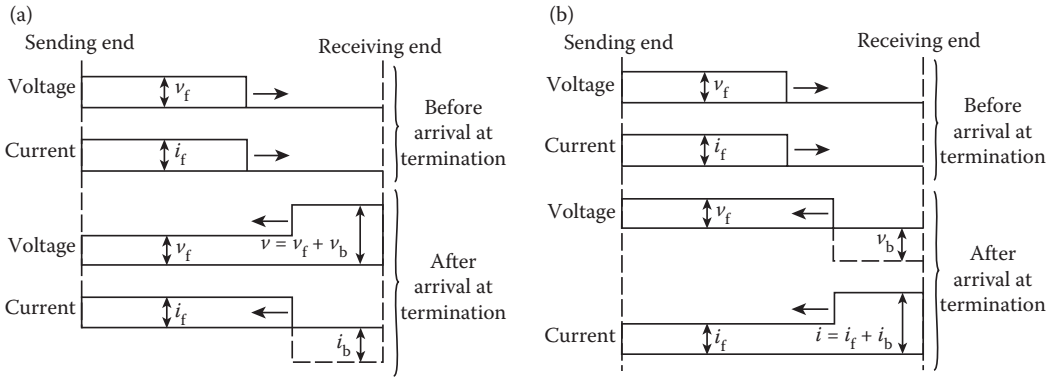 (a)
Sending end
Receiving end
Voltage
v_f
Current
i_f
Before
arrival at
termination
Voltage
v_f
v = v_f + v_b
Current
i_f
i_b
After
arrival at
termination
(b)
Sending end
Receiving end
Voltage
v_f
Current
i_f
Before
arrival at
termination
Voltage
v_f
v_b
Current
i_f
i = i_f + i_b
After
arrival at
termination